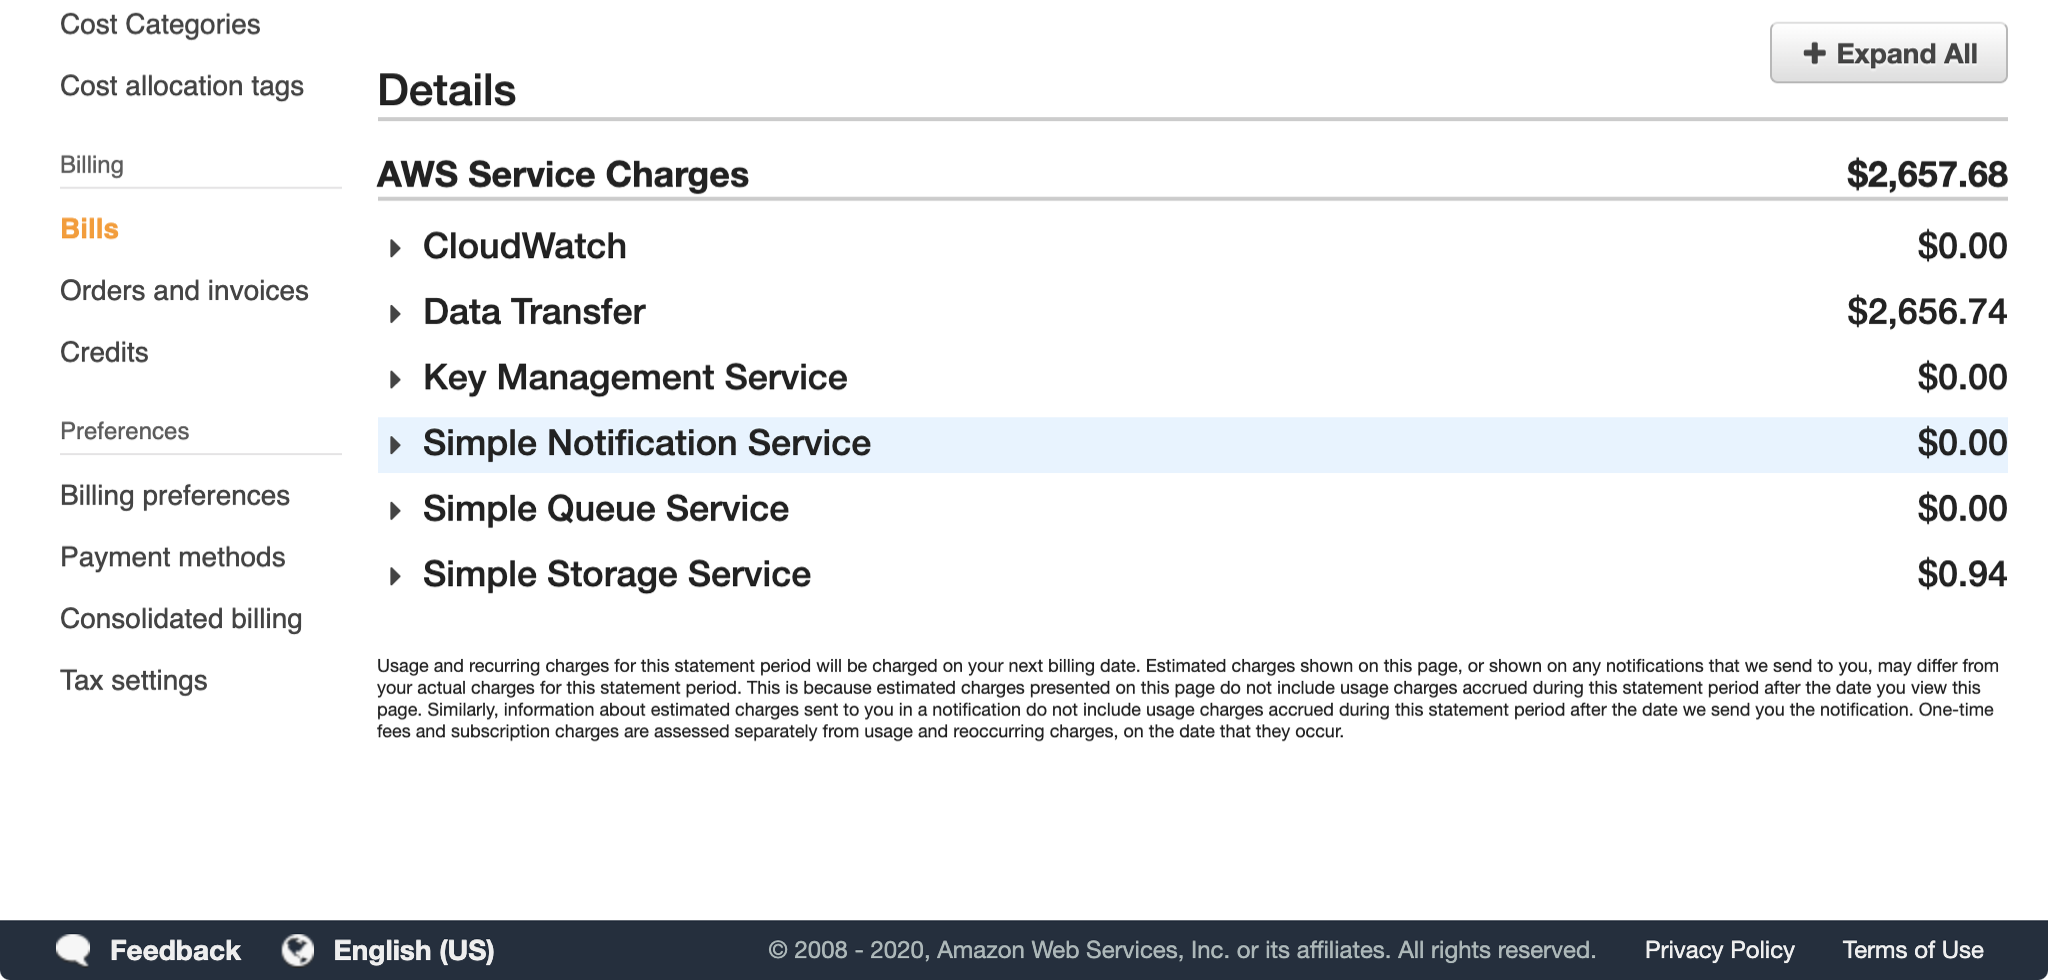 Cost Categories
Cost allocation tags
Billing
Bills
Orders and invoices
Credits
Preferences
Billing preferences
Payment methods
Consolidated billing
Tax settings
+ Expand All
Details
AWS Service Charges $2,657.68
CloudWatch $0.00
Data Transfer $2,656.74
Key Management Service $0.00
Simple Notification Service $0.00
Simple Queue Service $0.00
Simple Storage Service $0.94
Usage and recurring charges for this statement period will be charged on your next billing date. Estimated charges shown on this page, or shown on any notifications that we send to you, may differ from
your actual charges for this statement period. This is because estimated charges presented on this page do not include usage charges accrued during this statement period after the date you view this
page. Similarly, information about estimated charges sent to you in a notification do not include usage charges accrued during this statement period after the date we send you the notification. One-time
fees and subscription charges are assessed separately from usage and reoccurring charges, on the date that they occur.
Feedback English (US) © 2008 - 2020, Amazon Web Services, Inc. or its affiliates. All rights reserved. Privacy Policy Terms of Use